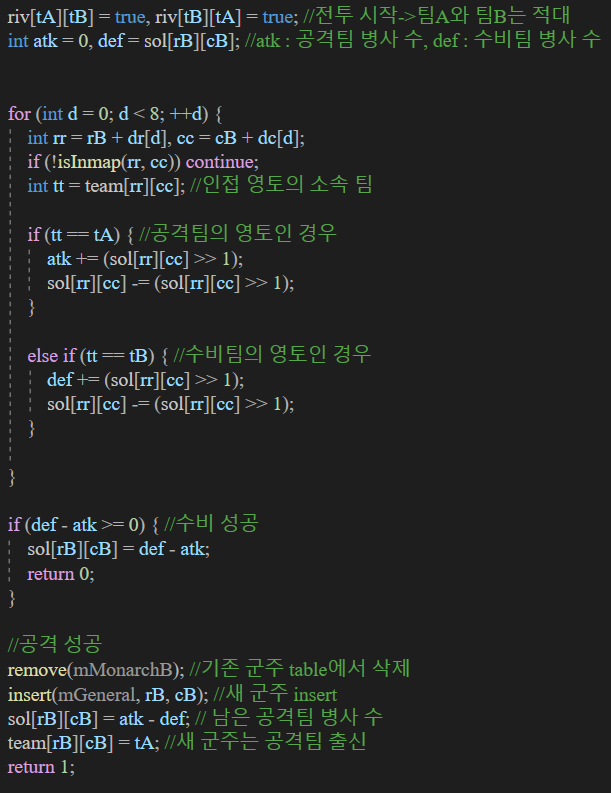 riv[tA][tB] = true, riv[tB][tA] = true; //전투 시작->팀A와 팀B는 적대
int atk = 0, def = sol[rB][cB]; //atk : 공격팀 병사 수, def : 수비팀 병사 수
for (int d = 0; d < 8; ++d) {
int rr = rB + dr[d], cc = cB + dc[d];
if (!isInmap(rr, cc)) continue;
int tt = team[rr][cc]; //인접 영토의 소속 팀
if (tt == tA) { //공격팀의 영토인 경우
atk += (sol[rr][cc] >> 1);
sol[rr][cc] -= (sol[rr][cc] >> 1);
}
else if (tt == tB) { //수비팀의 영토인 경우
def += (sol[rr][cc] >> 1);
sol[rr][cc] -= (sol[rr][cc] >> 1);
}
}
if (def - atk >= 0) { //수비 성공
sol[rB][cB] = def - atk;
return 0;
}
//공격 성공
remove(mMonarchB); //기존 군주 table에서 삭제
insert(mGeneral, rB, cB); //새 군주 insert
sol[rB][cB] = atk - def; // 남은 공격팀 병사 수
team[rB][cB] = tA; //새 군주는 공격팀 출신
return 1;